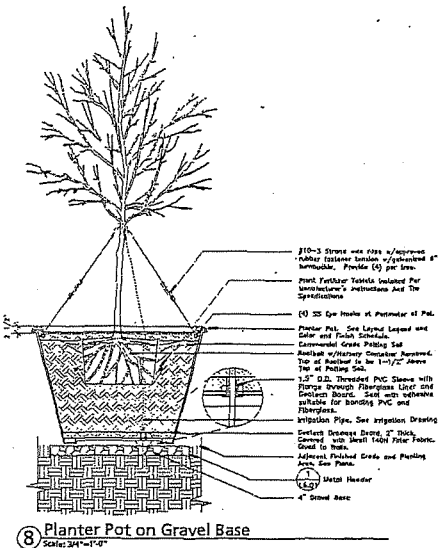 #10-3 Strand wire rope w/approved
rubber fastener tension w/galvanized 6"
turnbuckle. Provide (4) per tree.
Plant Fertilizer Tablets Installed Per
Manufacturer's Instructions And The
Specifications
(4) SS Eye Hooks at Perimeter of Pot.
2 1/2"
Planter Pot. See Layout Legend and
Color and Finish Schedule.
Commercial Grade Potting Soil
Rootball w/Nursery Container Removed.
Top of Rootball to be 1-1/2" Above
Top of Potting Soil.
1.5" O.D. Threaded PVC Sleeve with
Flange through Fiberglass Liner and
Geotech Board. Seal with adhesive
suitable for bonding PVC and
Fiberglass.
Irrigation Pipe. See Irrigation Drawing
Geotech Drainage Board, 2" Thick,
Covered with Mirafi 140N Filter Fabric.
Glued to
Adjacent Finished Grade and Planting
Area. See Plans.
1
Metal Header
4" Gravel Base
8 Planter Pot on Gravel Base
Scale: 3/4"=1'-0"